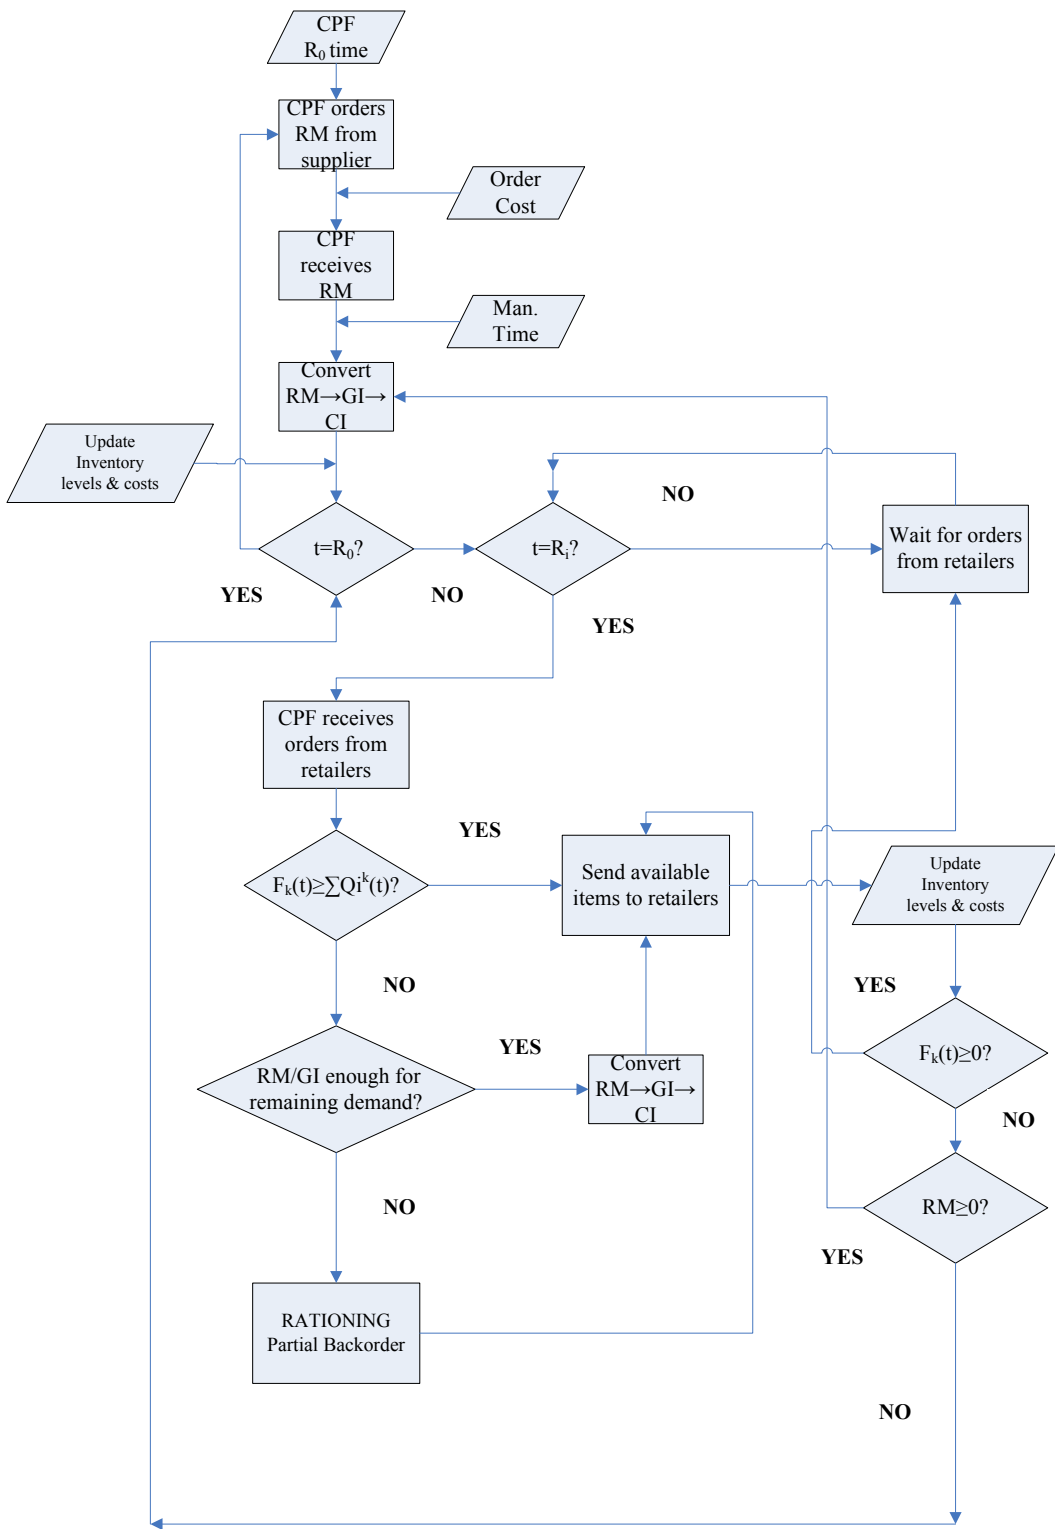 CPF
R₀ time
CPF orders
RM from
supplier
Order
Cost
CPF
receives
RM
Man.
Time
Convert
RM→GI→
CI
Update
Inventory
levels & costs
NO
t=R₀?
t=Rᵢ?
Wait for orders
from retailers
YES
NO
YES
CPF receives
orders from
retailers
YES
Fₖ(t)≥∑Qiᵏ(t)?
Send available
items to retailers
Update
Inventory
levels & costs
NO
YES
YES
Fₖ(t)≥0?
RM/GI enough for
remaining demand?
Convert
RM→GI→
CI
NO
NO
RM≥0?
YES
RATIONING
Partial Backorder
NO